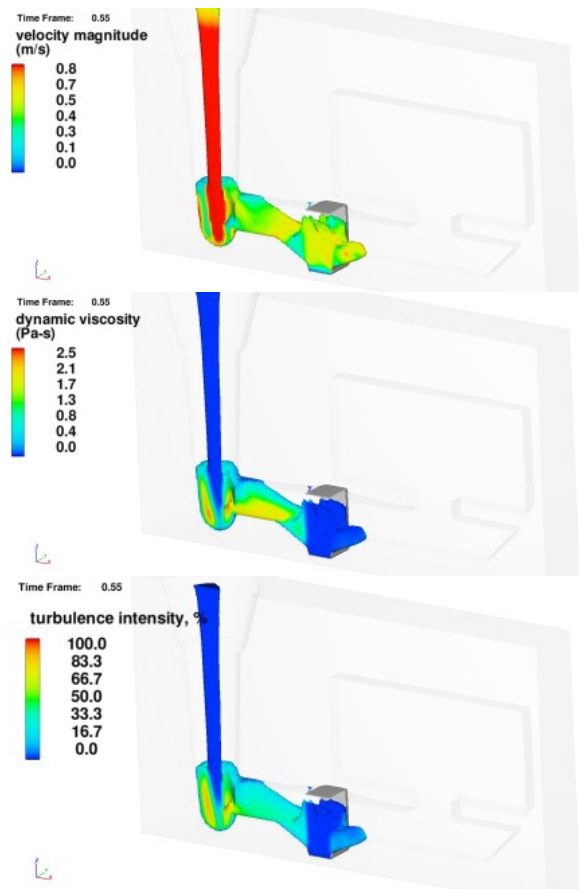 Time Frame: 0.55
velocity magnitude
(m/s)
0.8
0.7
0.5
0.4
0.3
0.1
0.0
Time Frame: 0.55
dynamic viscosity
(Pa-s)
2.5
2.1
1.7
1.3
0.8
0.4
0.0
Time Frame: 0.55
turbulence intensity, %
100.0
83.3
66.7
50.0
33.3
16.7
0.0